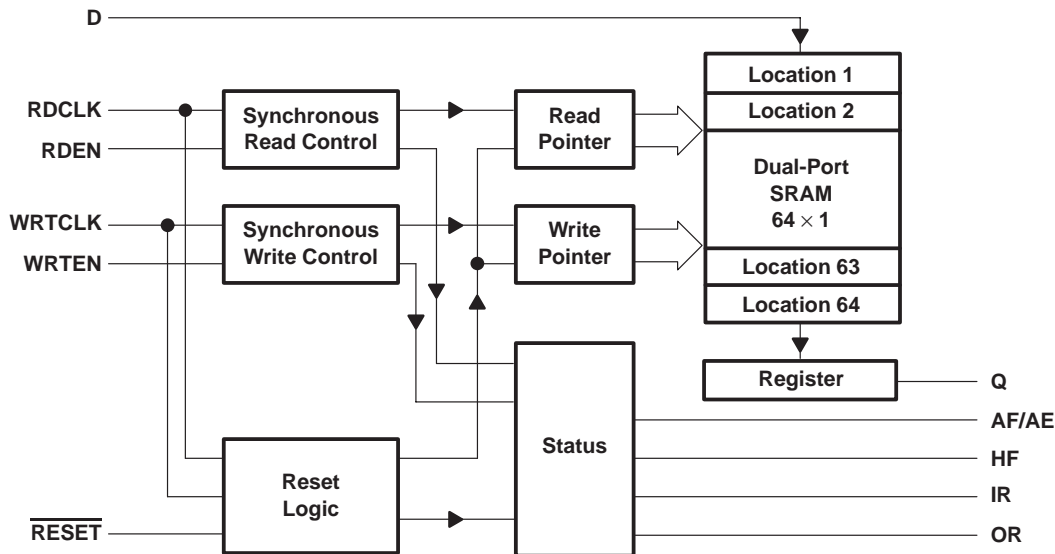 D
Location 1
RDCLK
Synchronous
Read Control
Read
Pointer
Location 2
RDEN
Dual-Port
SRAM
64 × 1
WRTCLK
Synchronous
Write Control
Write
Pointer
WRTEN
Location 63
Location 64
Register
Q
Status
AF/AE
HF
Reset
Logic
IR
RESET
OR